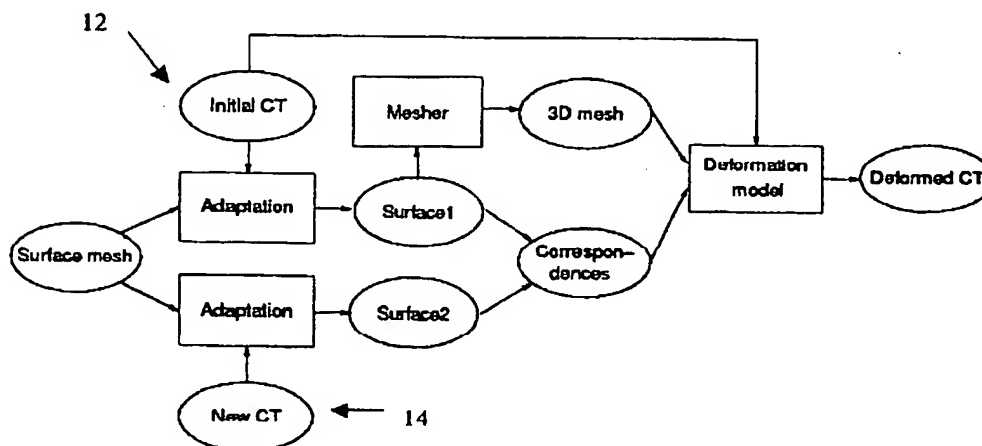 12
Initial CT
Mesher
3D mesh
Deformation
model
Deformed CT
Adaptation
Surface1
Surface mesh
Correspon-
dences
Adaptation
Surface2
New CT
14